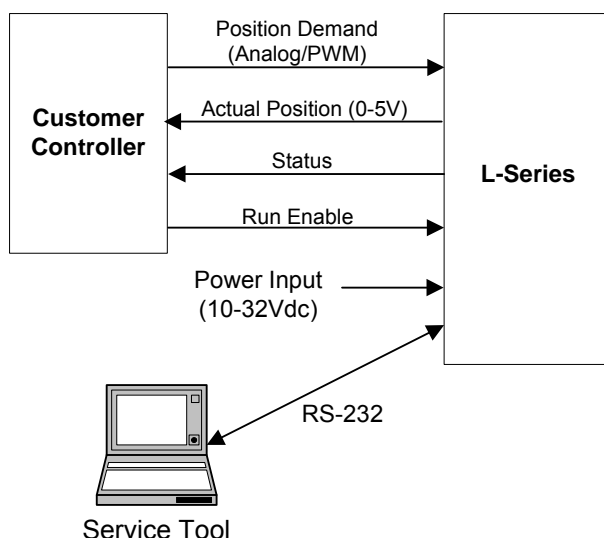 Position Demand
(Analog/PWM)
Customer
Controller
Actual Position (0-5V)
Status
L-Series
Run Enable
Power Input
(10-32Vdc)
RS-232
Service Tool